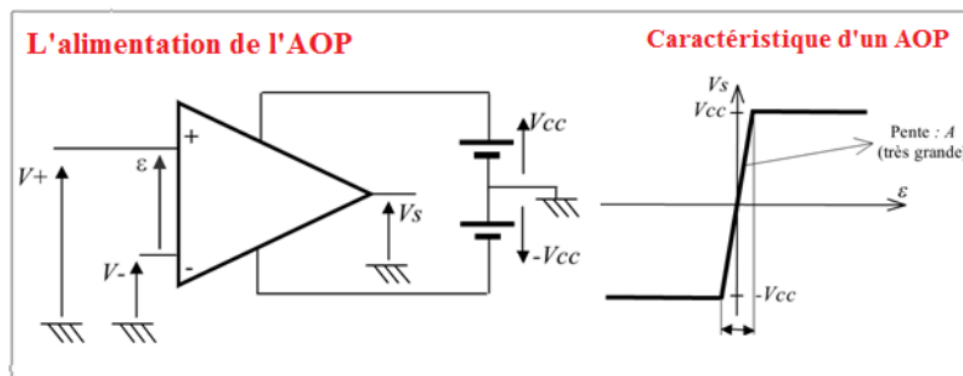 L'alimentation de l'AOP
Caractéristique d'un AOP
+
ε
V+
V-
-
Vs
Vcc
-Vcc
Vs
Vcc
Pente : A
(très grande)
ε
-Vcc